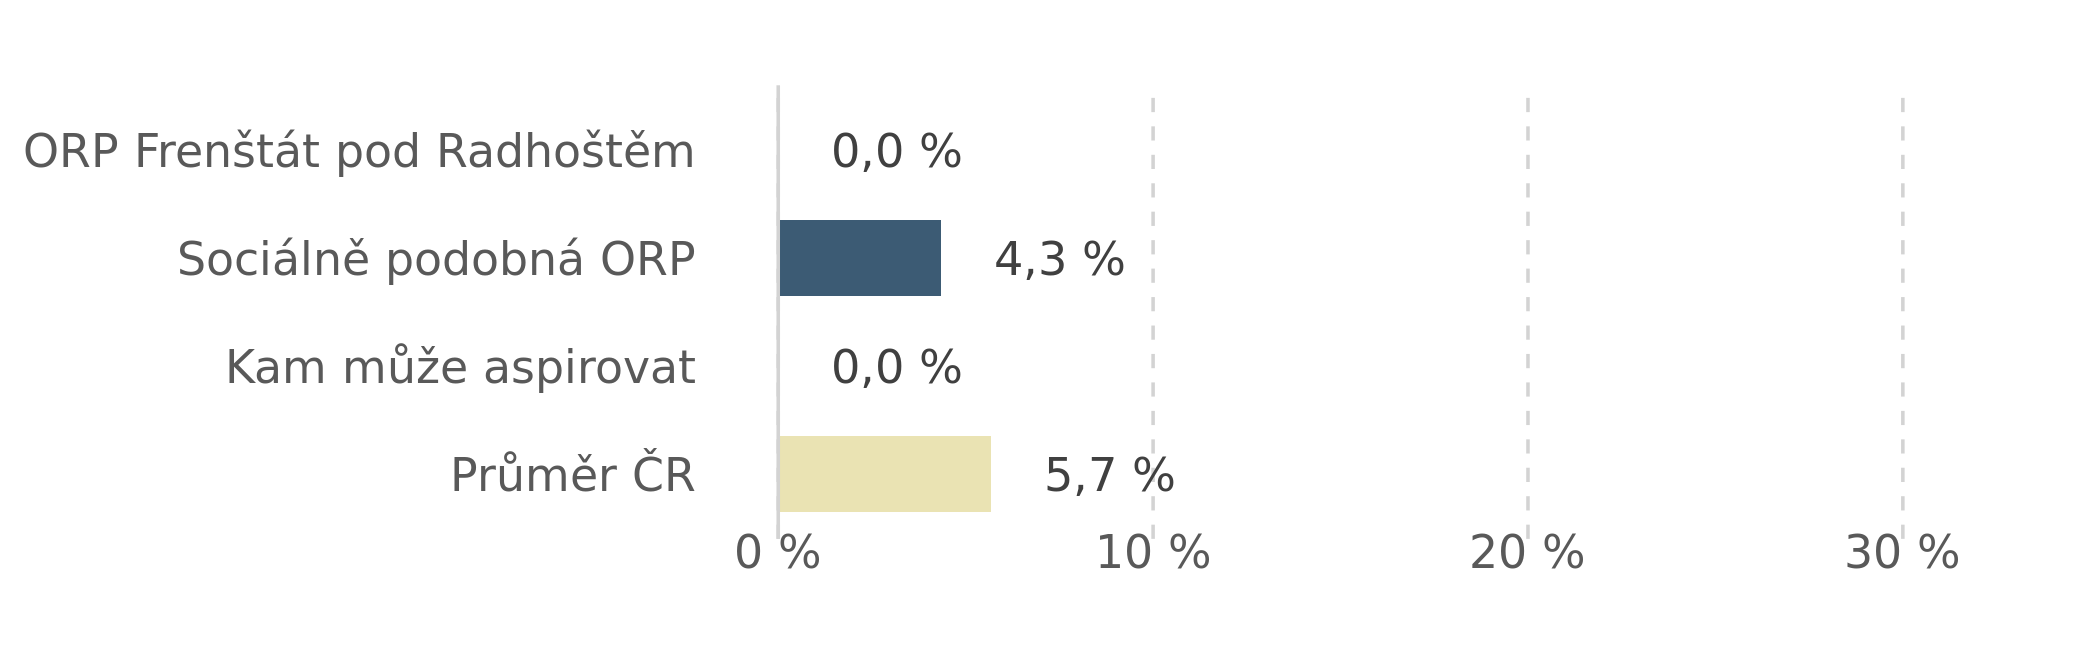 ORP Frenštát pod Radhoštěm 0,0 %
Sociálně podobná ORP 4,3 %
Kam může aspirovat 0,0 %
Průměr ČR 5,7 %
0 % 10 % 20 % 30 %